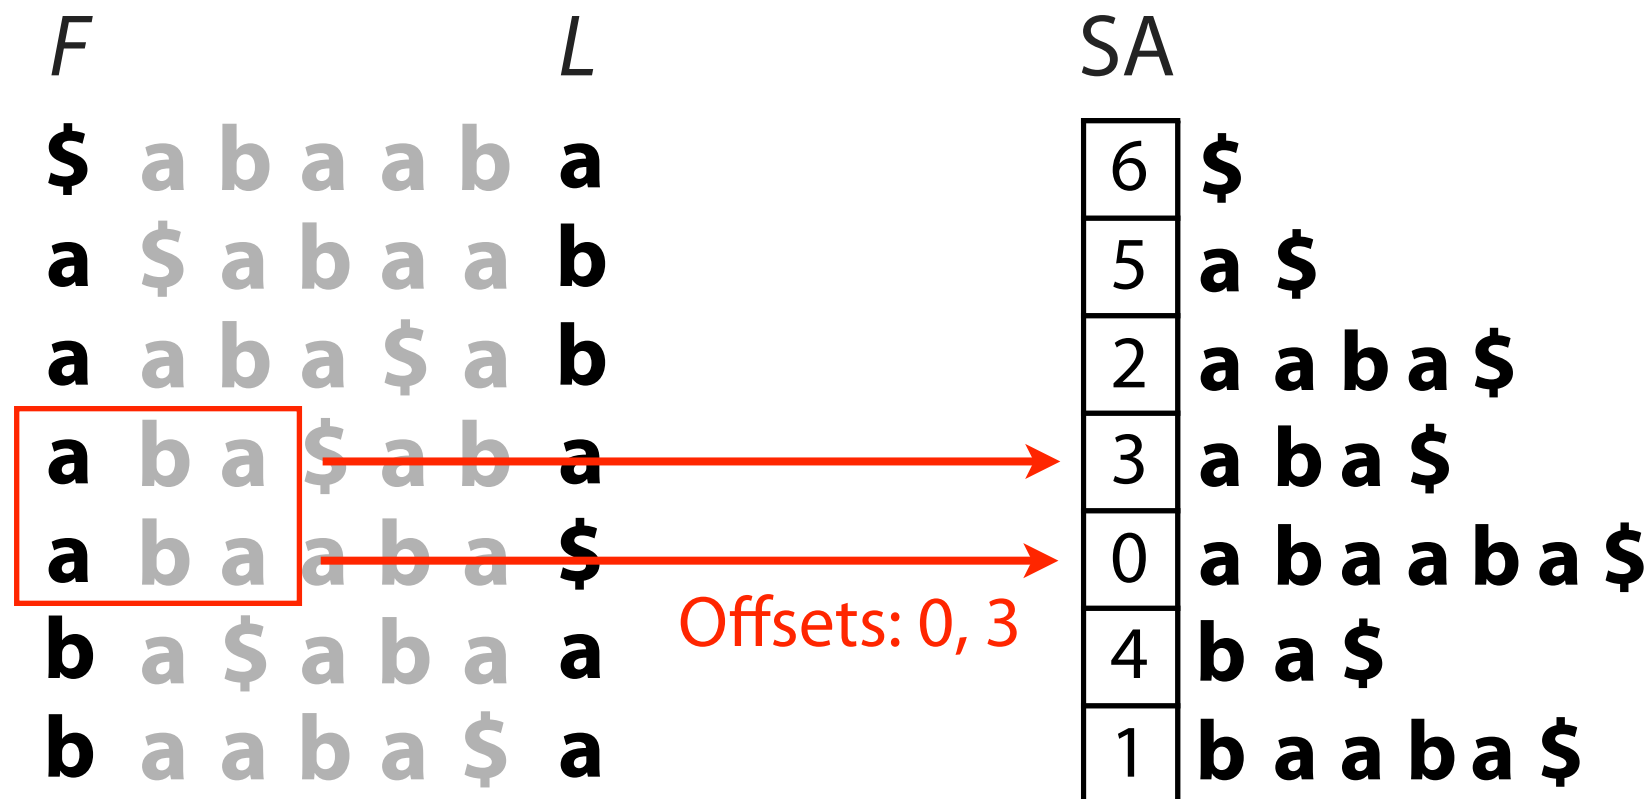 F L SA
$ a b a a b a 6 $
a $ a b a a b 5 a $
a a b a $ a b 2 a a b a $
a b a $ a b a 3 a b a $
a b a a b a $ 0 a b a a b a $
Offsets: 0, 3
b a $ a b a a 4 b a $
b a a b a $ a 1 b a a b a $